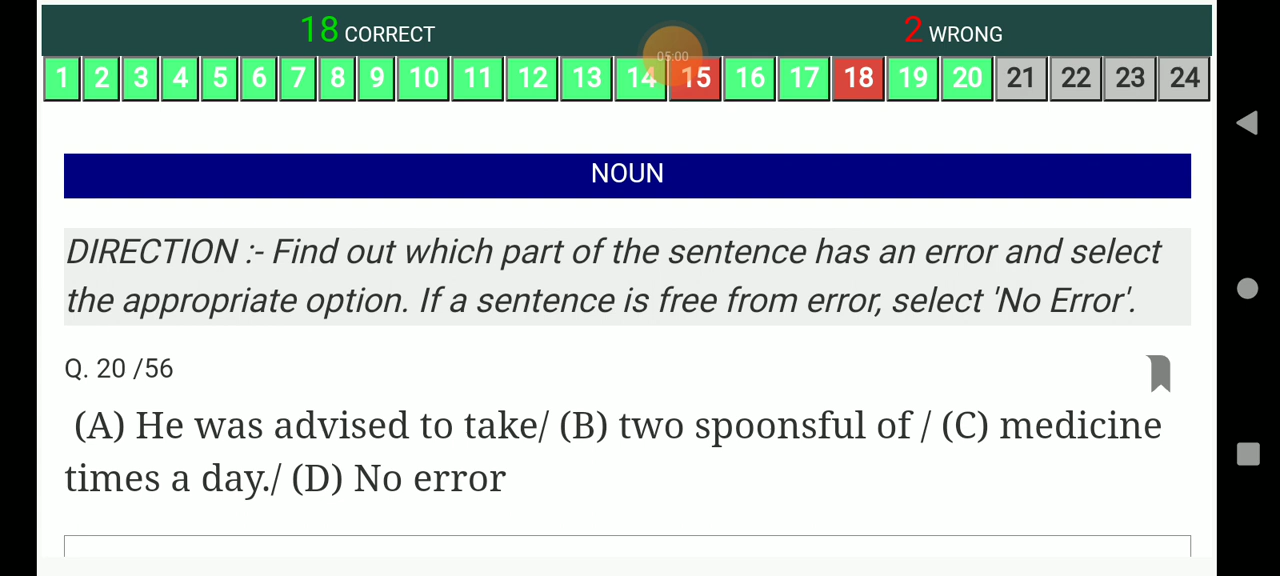 18 CORRECT 2 WRONG
05:00
1 2 3 4 5 6 7 8 9 10 11 12 13 14 15 16 17 18 19 20 21 22 23 24
NOUN
DIRECTION :- Find out which part of the sentence has an error and select
the appropriate option. If a sentence is free from error, select 'No Error'.
Q. 20 /56
(A) He was advised to take/ (B) two spoonsful of / (C) medicine
times a day./ (D) No error